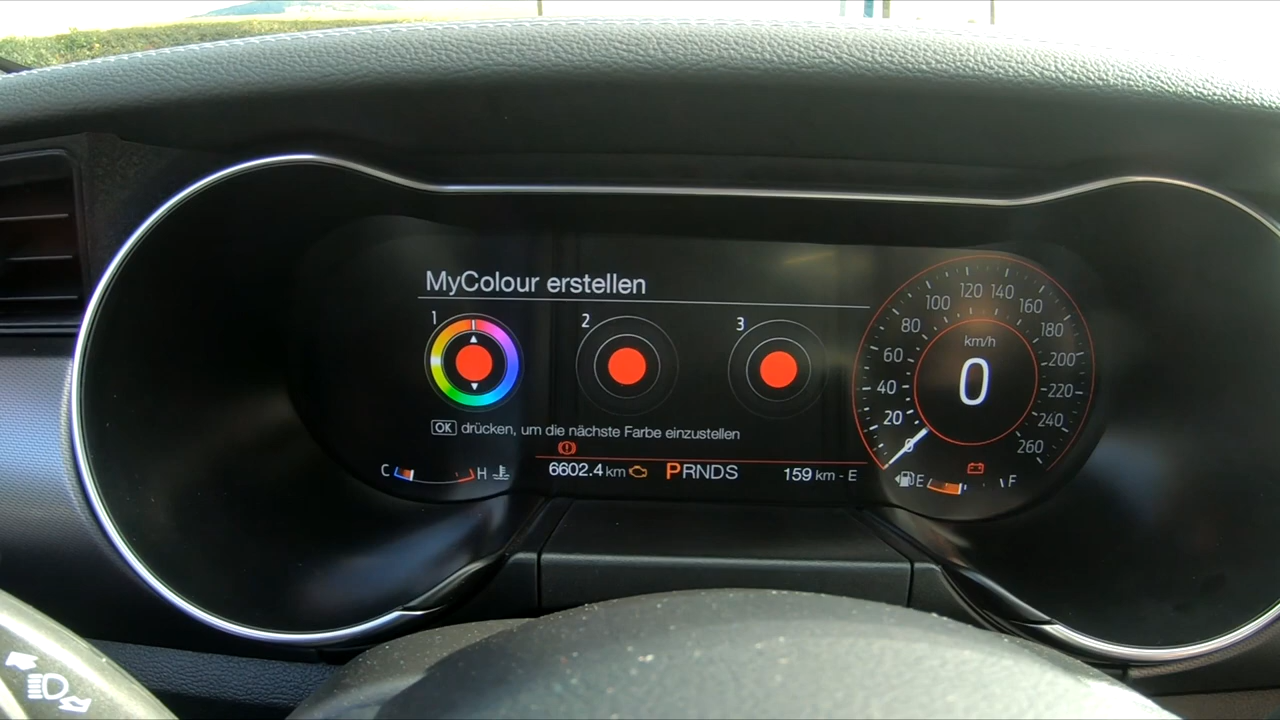 MyColour erstellen
1
2
3
OK drücken, um die nächste Farbe einzustellen
C
H
6602.4 km
PRNDS
159 km - E
0
20
40
60
80
100
120
140
160
180
200
220
240
260
km/h
0
E
F